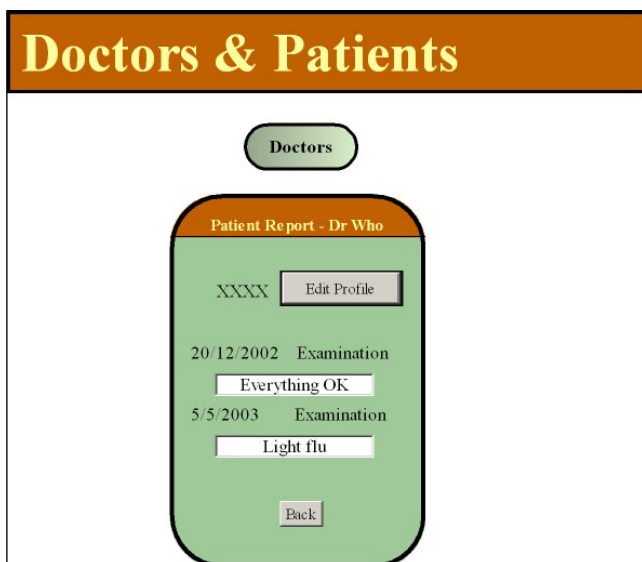 Doctors & Patients
Doctors
Patient Report - Dr Who
XXXX Edit Profile
20/12/2002 Examination
Everything OK
5/5/2003 Examination
Light flu
Back